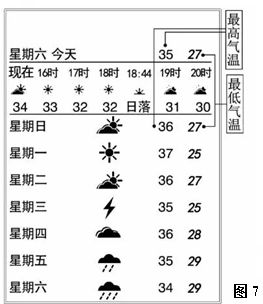 最高气温
最低气温
星期六 今天 35 27
现在 16时 17时 18时 18:44 19时 20时
34 33 32 32 日落 31 30
星期日 36 27
星期一 37 25
星期二 36 27
星期三 35 25
星期四 36 28
星期五 35 29
星期六 34 29
图 7